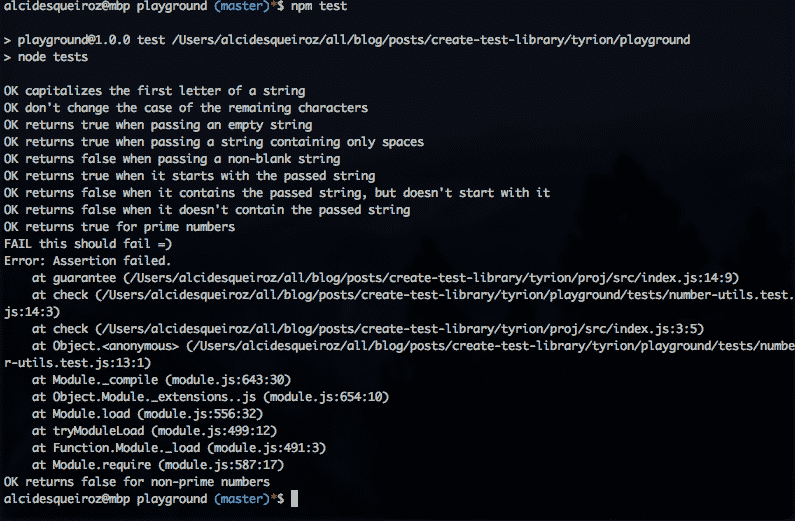 alcidesqueiroz@mbp playground (master)*$ npm test
> playground@1.0.0 test /Users/alcidesqueiroz/all/blog/posts/create-test-library/tyrion/playground
> node tests
OK capitalizes the first letter of a string
OK don't change the case of the remaining characters
OK returns true when passing an empty string
OK returns true when passing a string containing only spaces
OK returns false when passing a non-blank string
OK returns true when it starts with the passed string
OK returns false when it contains the passed string, but doesn't start with it
OK returns false when it doesn't contain the passed string
OK returns true for prime numbers
FAIL this should fail =)
Error: Assertion failed.
    at guarantee (/Users/alcidesqueiroz/all/blog/posts/create-test-library/tyrion/proj/src/index.js:14:9)
    at check (/Users/alcidesqueiroz/all/blog/posts/create-test-library/tyrion/playground/tests/number-utils.test.
js:14:3)
    at check (/Users/alcidesqueiroz/all/blog/posts/create-test-library/tyrion/proj/src/index.js:3:5)
    at Object.<anonymous> (/Users/alcidesqueiroz/all/blog/posts/create-test-library/tyrion/playground/tests/numbe
r-utils.test.js:13:1)
    at Module._compile (module.js:643:30)
    at Object.Module._extensions..js (module.js:654:10)
    at Module.load (module.js:556:32)
    at tryModuleLoad (module.js:499:12)
    at Function.Module._load (module.js:491:3)
    at Module.require (module.js:587:17)
OK returns false for non-prime numbers
alcidesqueiroz@mbp playground (master)*$